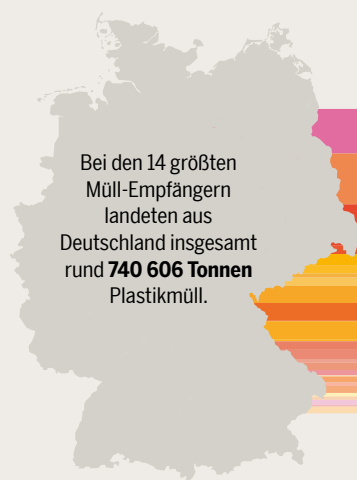 Bei den 14 größten
Müll-Empfängern
landeten aus
Deutschland insgesamt
rund 740 606 Tonnen
Plastikmüll.